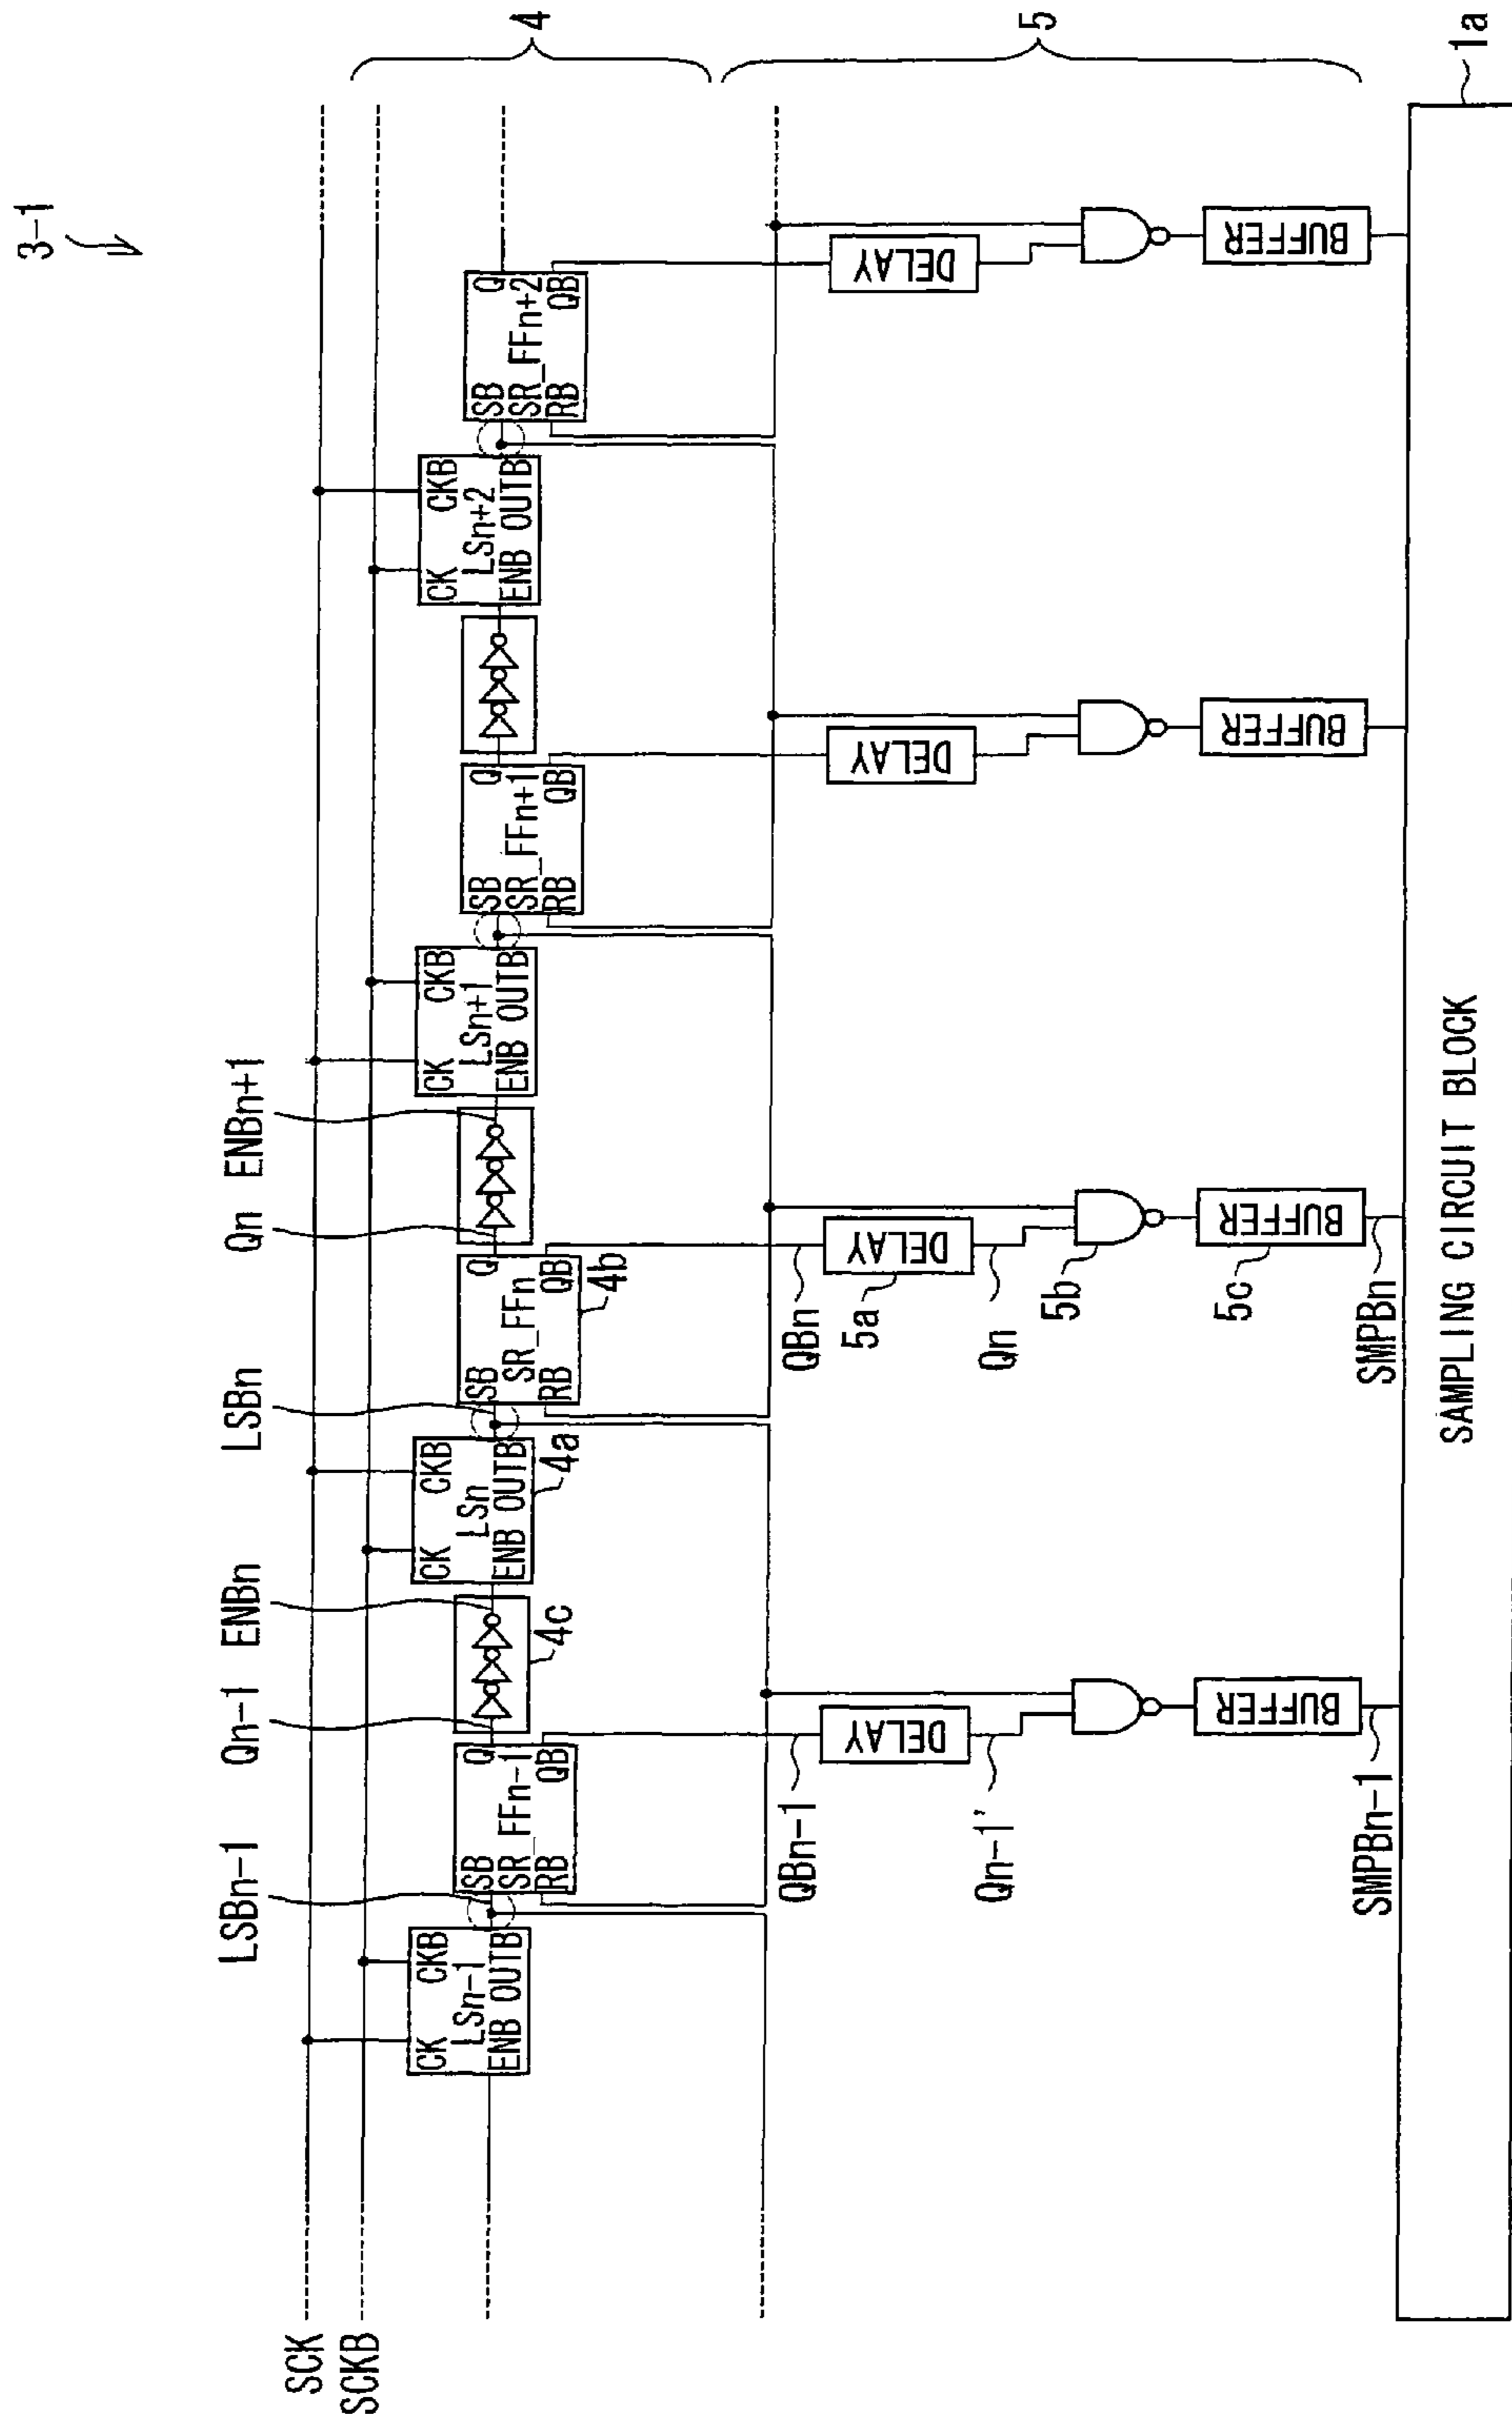 3-1
4
5
1a
SCK
SCKB
LSBn-1
Qn-1
ENBn
LSBn
Qn
ENBn+1
CK
CKB
LSn-1
ENB OUTB
SB
Q
SR_FFn-1
RB
QB
4c
CK
CKB
LSn
ENB OUTB
4a
SB
Q
SR_FFn
RB
QB
4b
CK
CKB
LSn+1
ENB OUTB
SB
Q
SR_FFn+1
RB
QB
CK
CKB
LSn+2
ENB OUTB
SB
Q
SR_FFn+2
RB
QB
QBn-1
DELAY
Qn-1'
BUFFER
SMPBn-1
QBn
5a
DELAY
Qn
5b
5c
BUFFER
SMPBn
DELAY
BUFFER
DELAY
BUFFER
SAMPLING CIRCUIT BLOCK